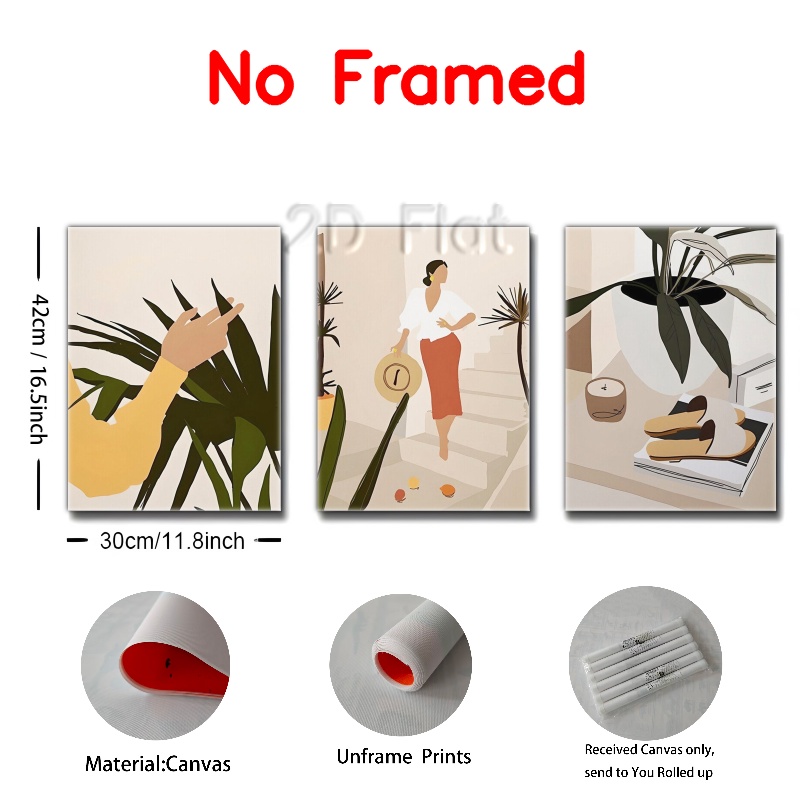 No Framed
2D Flat
42cm / 16.5inch
30cm/11.8inch
Material:Canvas
Unframe Prints
Received Canvas only,
send to You Rolled up